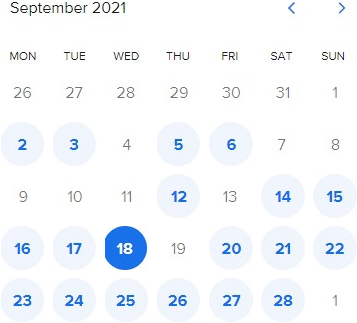 September 2021
MON TUE WED THU FRI SAT SUN
26 27 28 29 30 31 1
2 3 4 5 6 7 8
9 10 11 12 13 14 15
16 17 18 19 20 21 22
23 24 25 26 27 28 1